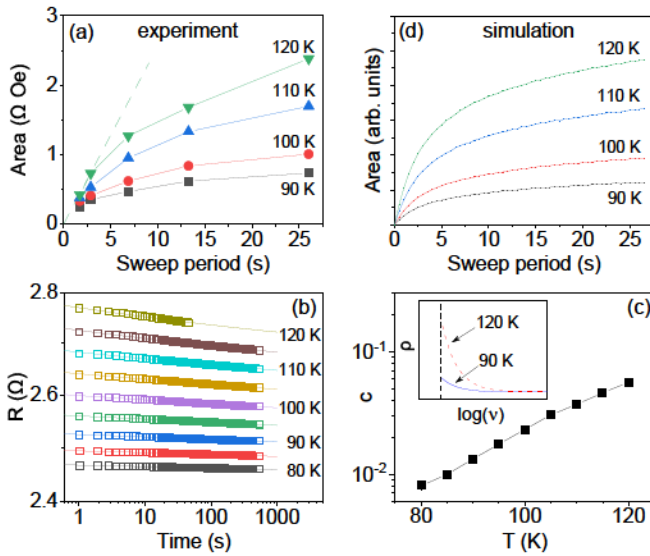 (a) experiment
120 K
110 K
100 K
90 K
Area (Ω Oe)
0
1
2
3
0 5 10 15 20 25
Sweep period (s)
(d) simulation
120 K
110 K
100 K
90 K
Area (arb. units)
0 5 10 15 20 25
Sweep period (s)
(b)
2.8
2.6
2.4
R (Ω)
120 K
110 K
100 K
90 K
80 K
1 10 100 1000
Time (s)
(c)
10⁻¹
10⁻²
c
ρ
120 K
90 K
log(ν)
80 90 100 110 120
T (K)